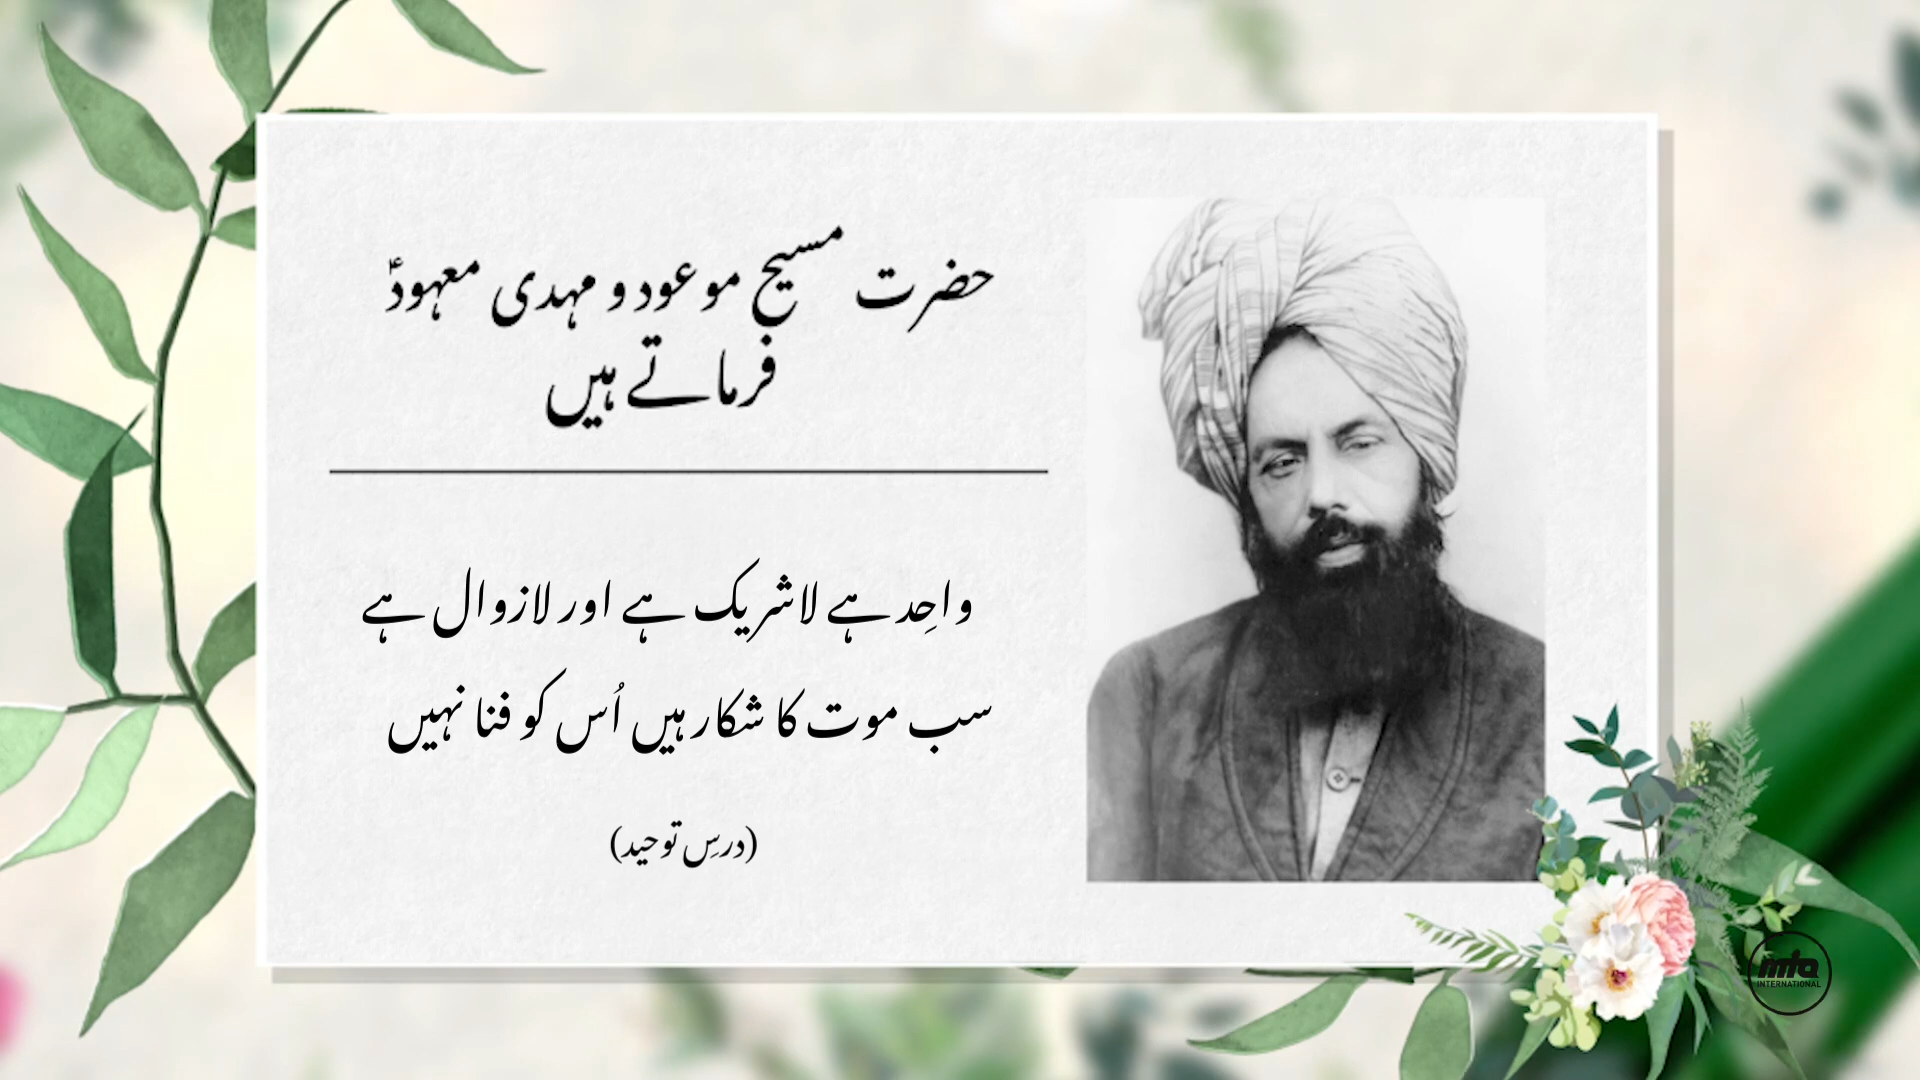 حضرت مسیح موعود و مہدی معہودؑ
فرماتے ہیں
واحِد ہے لاشریک ہے اور لازوال ہے
سب موت کا شکار ہیں اُس کو فنا نہیں
(درسِ توحید)
mta
INTERNATIONAL